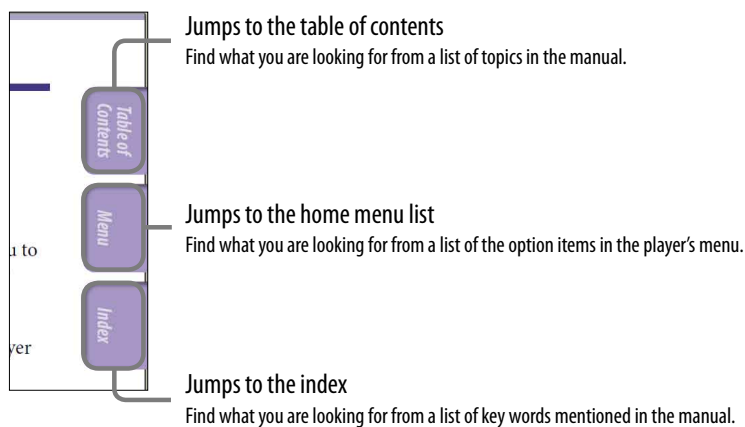 Jumps to the table of contents
Find what you are looking for from a list of topics in the manual.
Table of
Contents
Menu
Jumps to the home menu list
Find what you are looking for from a list of the option items in the player's menu.
u to
Index
yer
Jumps to the index
Find what you are looking for from a list of key words mentioned in the manual.